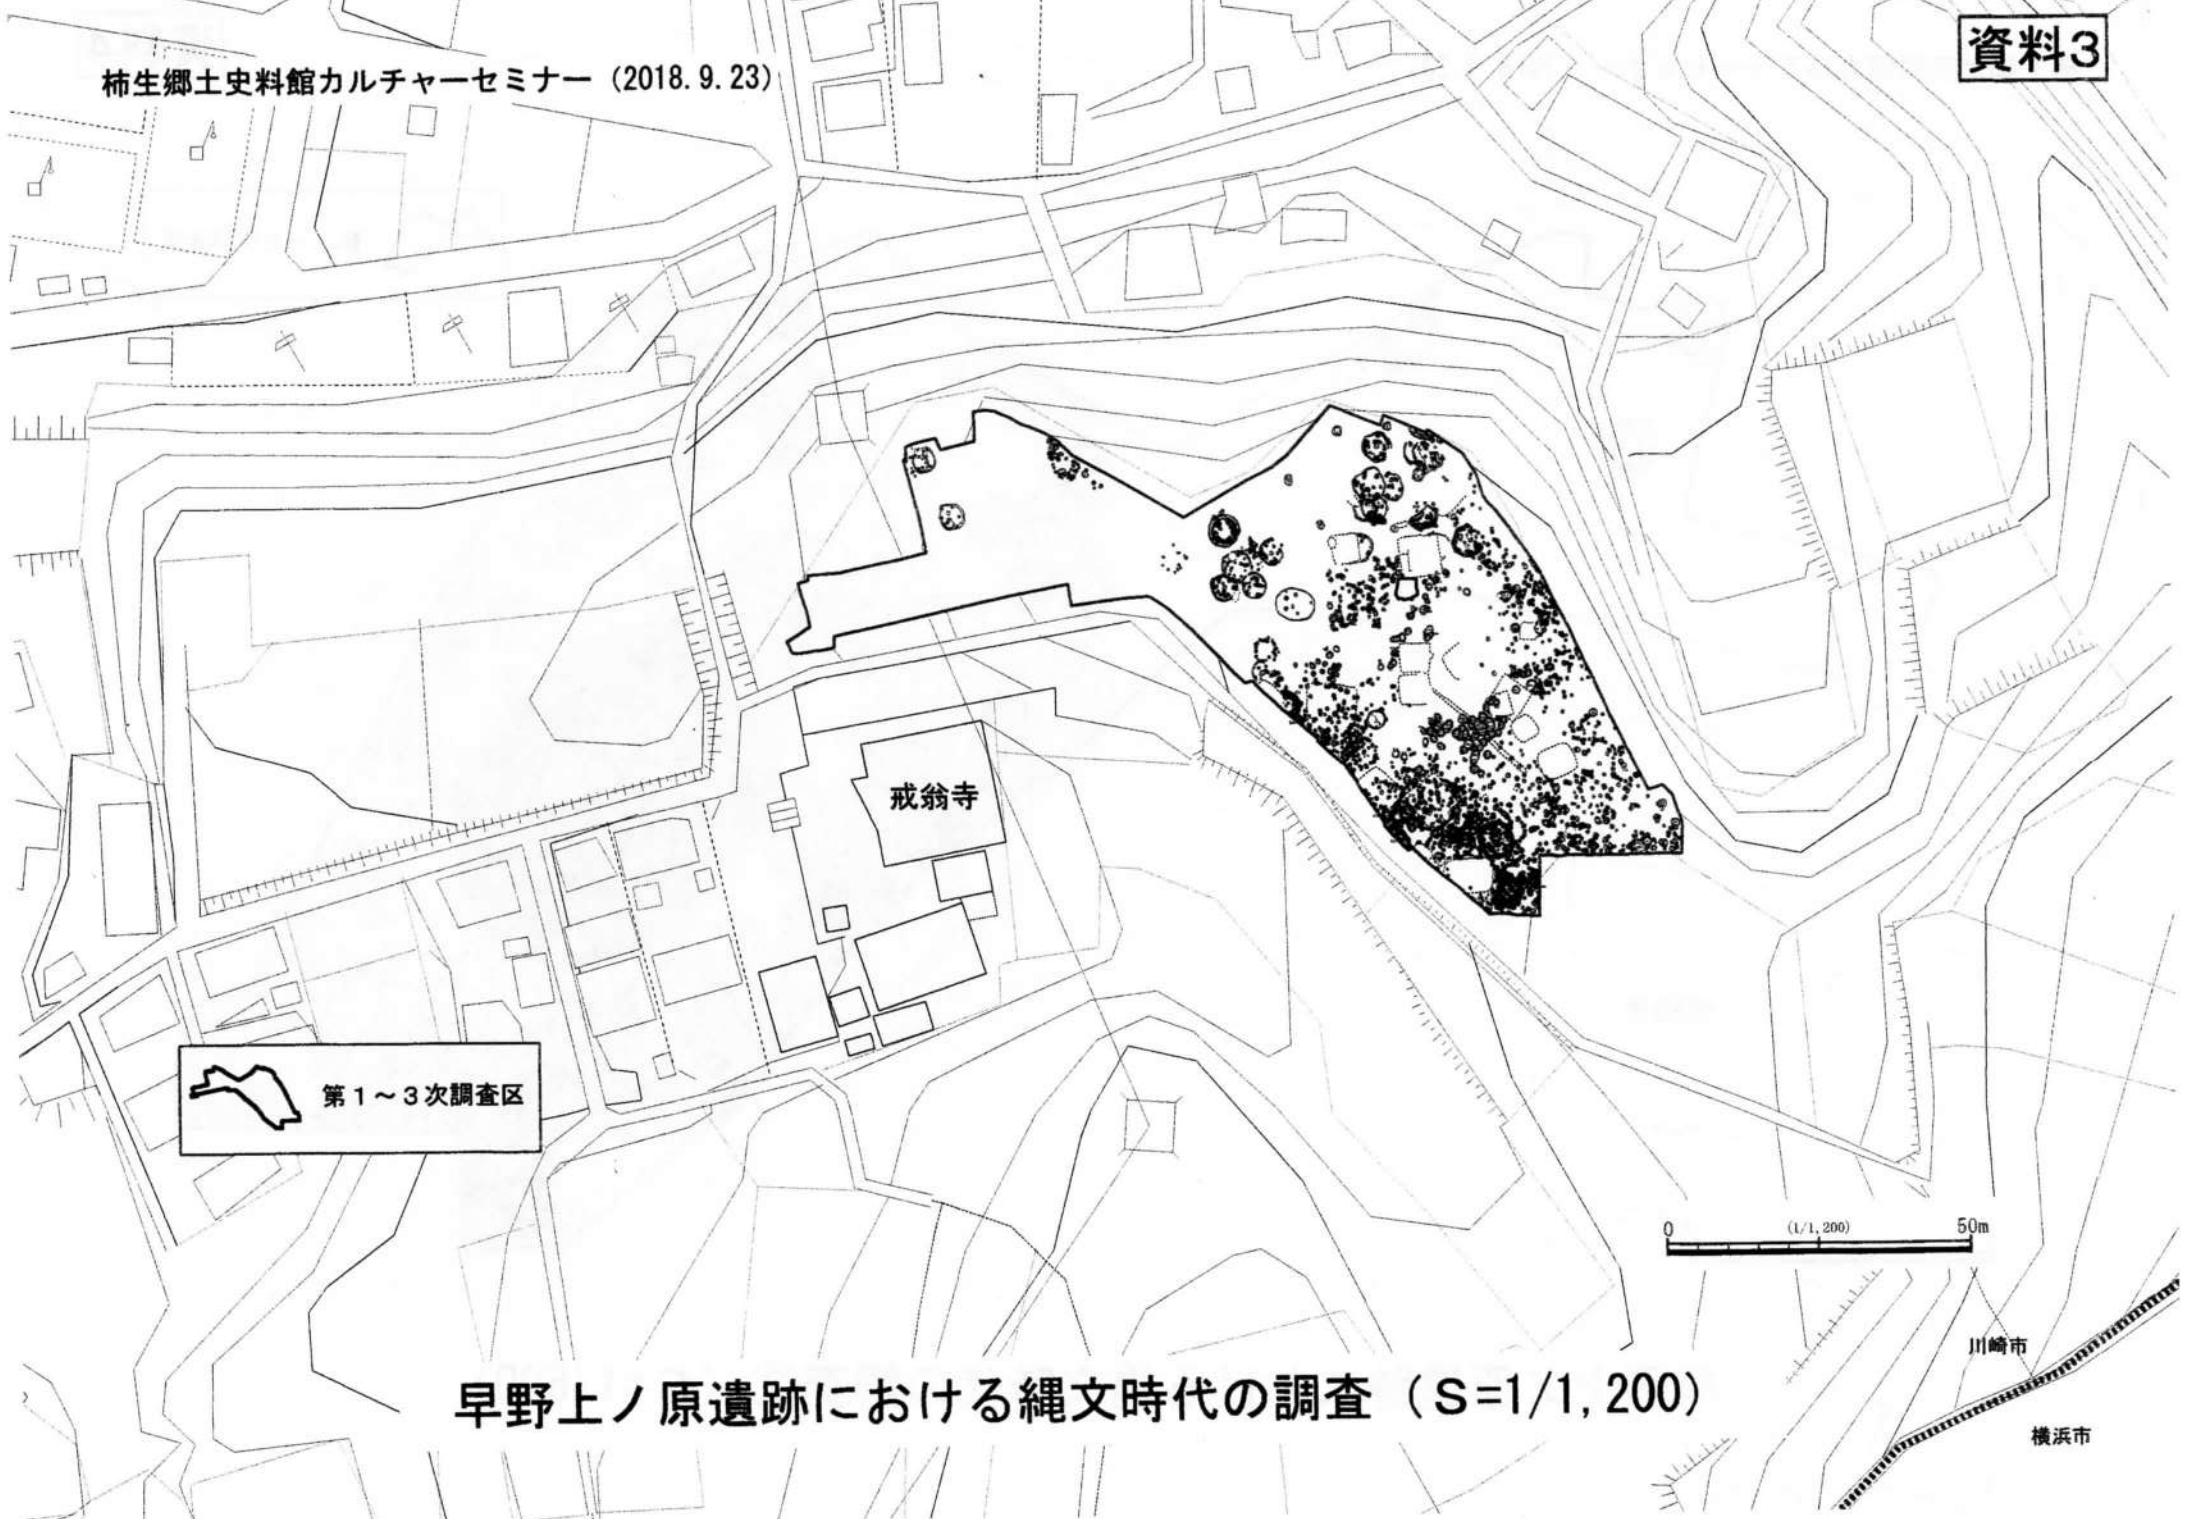 資料3
柿生郷土史料館カルチャーセミナー（2018.9.23）
戒翁寺
第1～3次調査区
0 (1/1,200) 50m
川崎市
早野上ノ原遺跡における縄文時代の調査（S=1/1,200）
横浜市